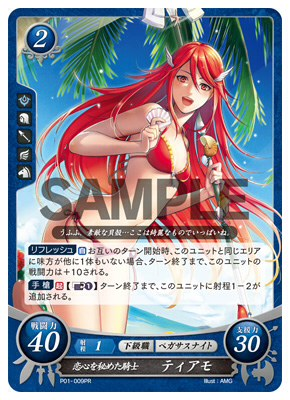 2
SAMPLE
うふふ、素敵な貝殻…ここは綺麗なものでいっぱいね。
リフレッシュ 自 お互いのターン開始時、このユニットと同じエリア
に味方が他に1体もいない場合、ターン終了まで、このユニットの
戦闘力は+10される。
手槍 起 【 】ターン終了まで、このユニットに射程1-2が
追加される。
戦闘力
40
射程 1
下級職
ペガサスナイト
支援力
30
恋心を秘めた騎士 ティアモ
P01-009PR
Illust：AMG